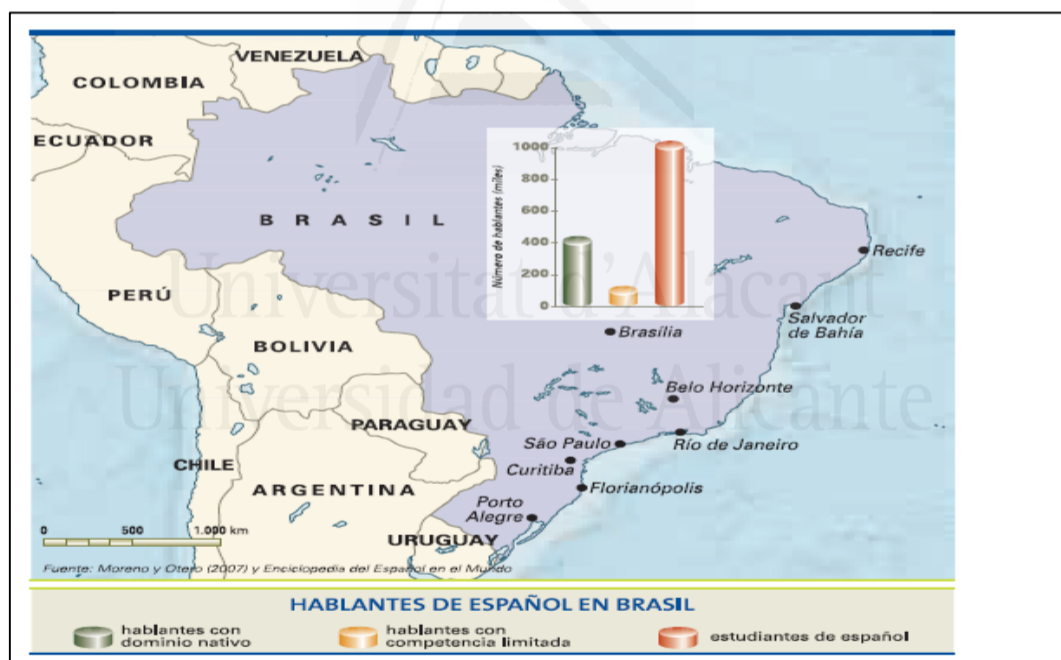 VENEZUELA
COLOMBIA
ECUADOR
BRASIL
PERÚ
BOLIVIA
PARAGUAY
CHILE
ARGENTINA
URUGUAY
Número de hablantes (miles)
1000
800
600
400
200
0
Recife
Salvador
de Bahía
Brasília
Belo Horizonte
São Paulo
Río de Janeiro
Curitiba
Florianópolis
Porto
Alegre
Universitat d'Alacant
Universidad de Alicante
0 500 1.000 km
Fuente: Moreno y Otero (2007) y Enciclopedia del Español en el Mundo
HABLANTES DE ESPAÑOL EN BRASIL
hablantes con
dominio nativo
hablantes con
competencia limitada
estudiantes de español